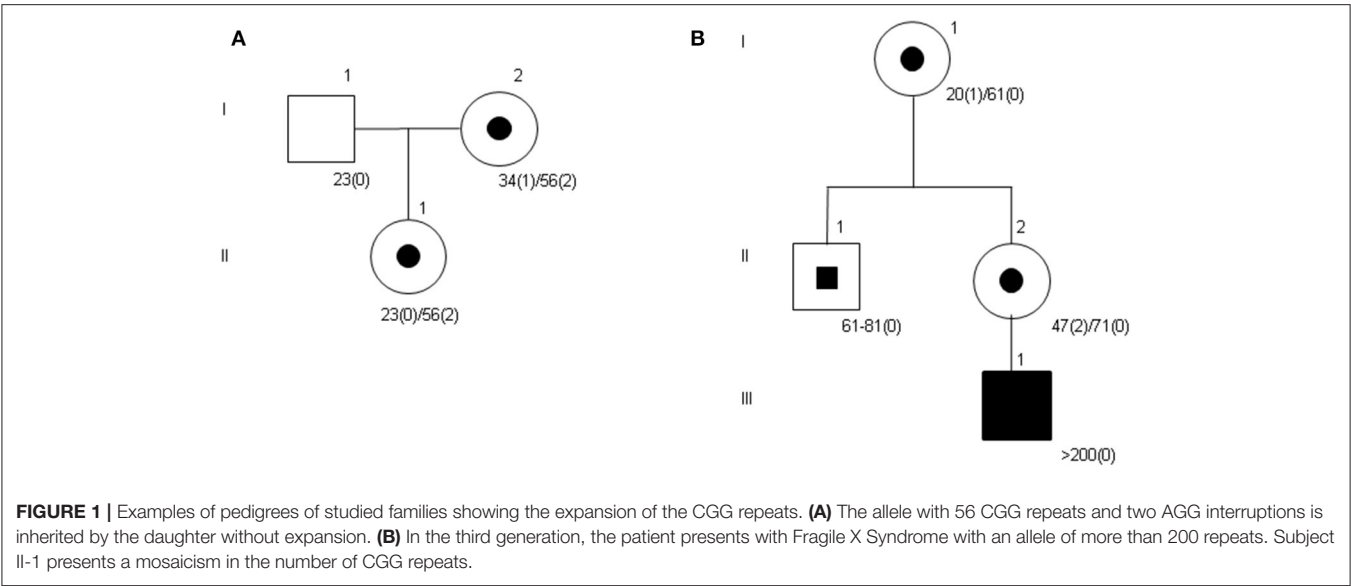 A
B
1
2
I
23(0)
34(1)/56(2)
1
II
23(0)/56(2)
I
1
20(1)/61(0)
1
2
II
61-81(0)
47(2)/71(0)
1
III
>200(0)
FIGURE 1 | Examples of pedigrees of studied families showing the expansion of the CGG repeats. (A) The allele with 56 CGG repeats and two AGG interruptions is
inherited by the daughter without expansion. (B) In the third generation, the patient presents with Fragile X Syndrome with an allele of more than 200 repeats. Subject
II-1 presents a mosaicism in the number of CGG repeats.